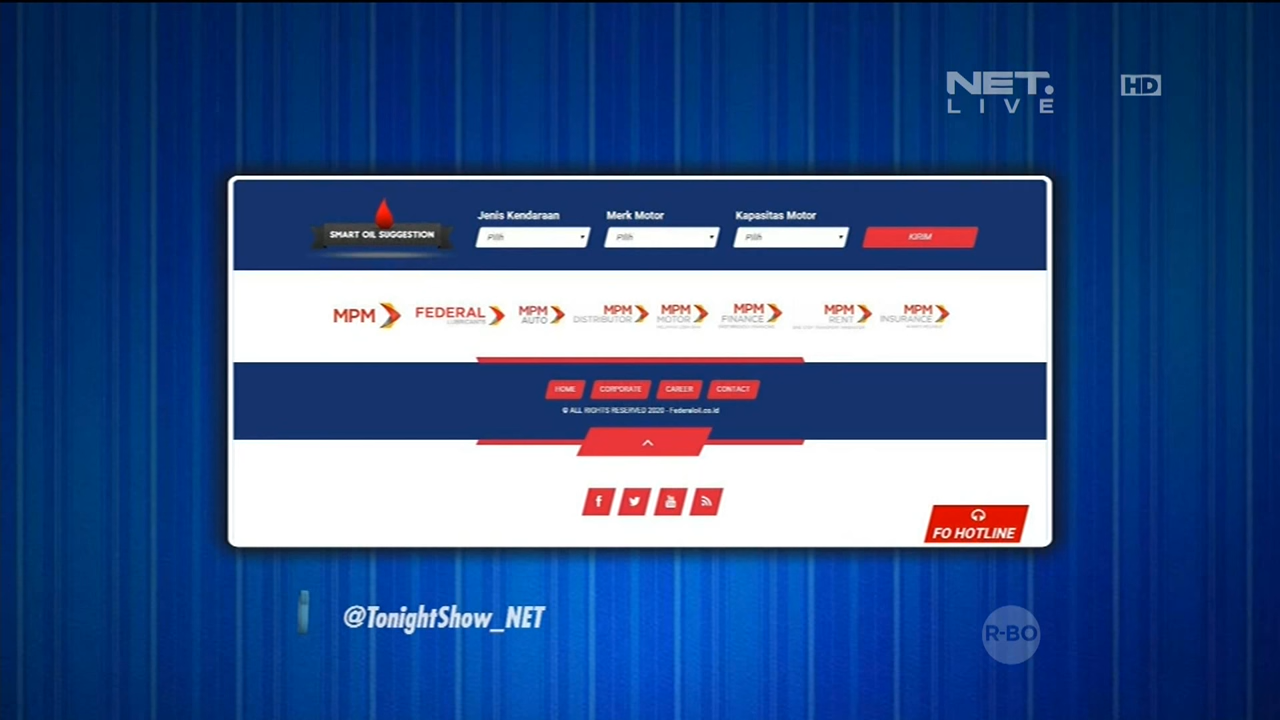 NET.
LIVE
HD
SMART OIL SUGGESTION
Jenis Kendaraan
Merk Motor
Kapasitas Motor
Pilih
Pilih
Pilih
KIRIM
MPM
FEDERAL
LUBRICANTS
MPM
AUTO
MPM
DISTRIBUTOR
MPM
MOTOR
MPM
FINANCE
MPM
RENT
MPM
INSURANCE
HOME
CORPORATE
CAREER
CONTACT
© ALL RIGHTS RESERVED 2020 - Federaloil.co.id
FO HOTLINE
@TonightShow_NET
R-BO